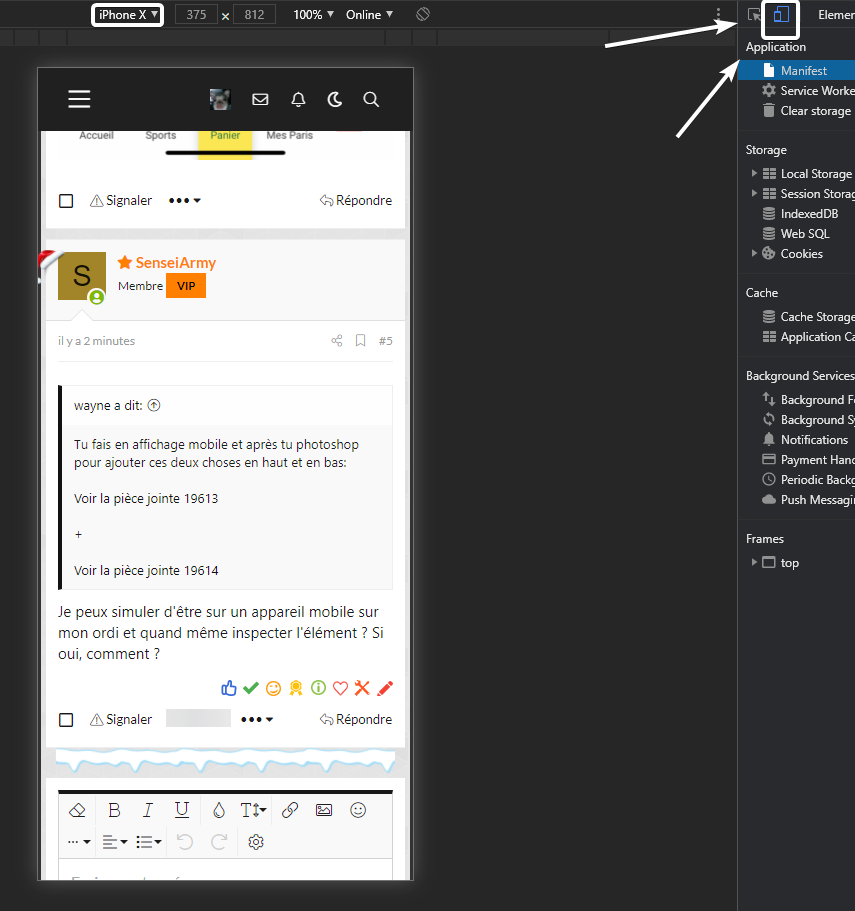 iPhone X ▾ 375 x 812 100% ▾ Online ▾
Accueil Sports Panier Mes Paris
Signaler ••• ▾ Répondre
S
SenseiArmy
Membre VIP
il y a 2 minutes #5
wayne a dit:
Tu fais en affichage mobile et après tu photoshop
pour ajouter ces deux choses en haut et en bas:
Voir la pièce jointe 19613
+
Voir la pièce jointe 19614
Je peux simuler d'être sur un appareil mobile sur
mon ordi et quand même inspecter l'élément ? Si
oui, comment ?
Signaler ••• ▾ Répondre
B I U T
Elemen
Application
Manifest
Service Worke
Clear storage
Storage
Local Storage
Session Storag
IndexedDB
Web SQL
Cookies
Cache
Cache Storage
Application Ca
Background Services
Background Fe
Background Sy
Notifications
Payment Hand
Periodic Backg
Push Messagin
Frames
top